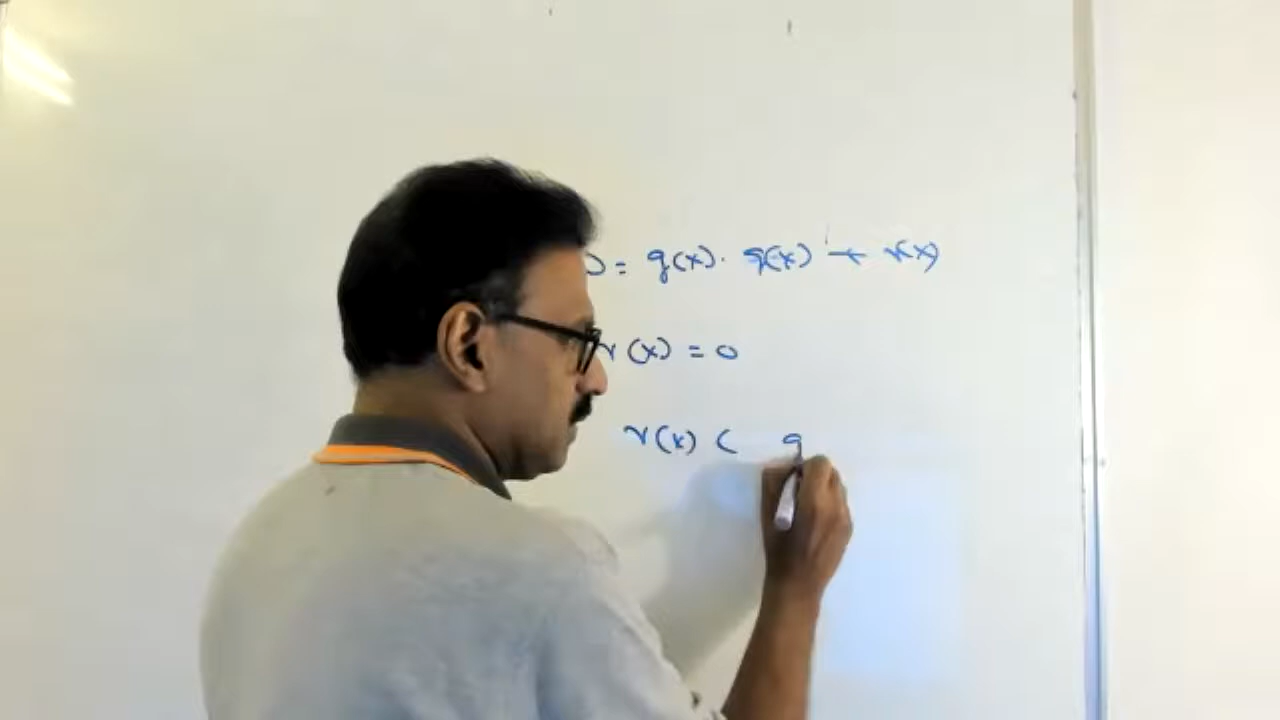 ) = g(x). q(x) + r(x)
r(x) = 0
r(x) < g